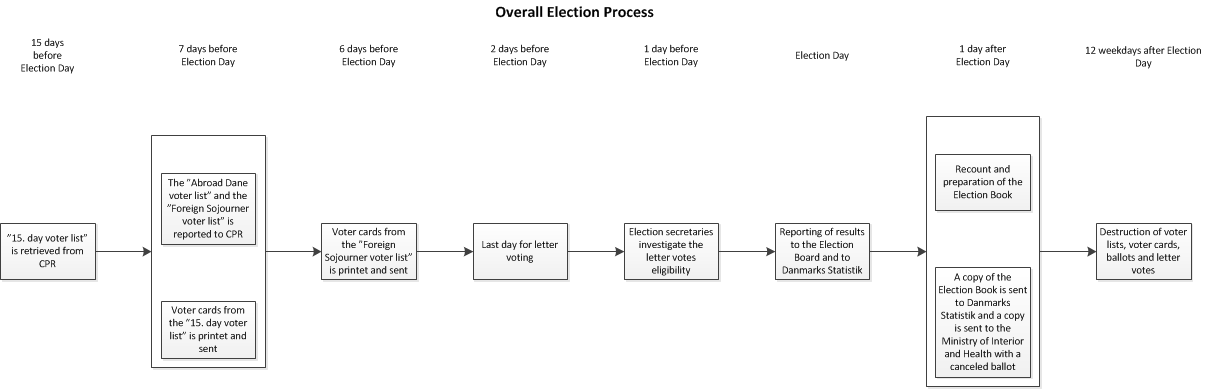 Overall Election Process
15 days
before
Election Day
7 days before
Election Day
6 days before
Election Day
2 days before
Election Day
1 day before
Election Day
Election Day
1 day after
Election Day
12 weekdays after Election
Day
”15. day voter list”
is retrieved from
CPR
The ”Abroad Dane
voter list” and the
”Foreign Sojourner
voter list” is
reported to CPR
Voter cards from
the ”15. day voter
list” is printet and
sent
Voter cards from
the ”Foreign
Sojourner voter list”
is printet and sent
Last day for letter
voting
Election secretaries
investigate the
letter votes
eligibility
Reporting of results
to the Election
Board and to
Danmarks Statistik
Recount and
preparation of the
Election Book
A copy of the
Election Book is sent
to Danmarks
Statistik and a copy
is sent to the
Ministry of Interior
and Health with a
canceled ballot
Destruction of voter
lists, voter cards,
ballots and letter
votes